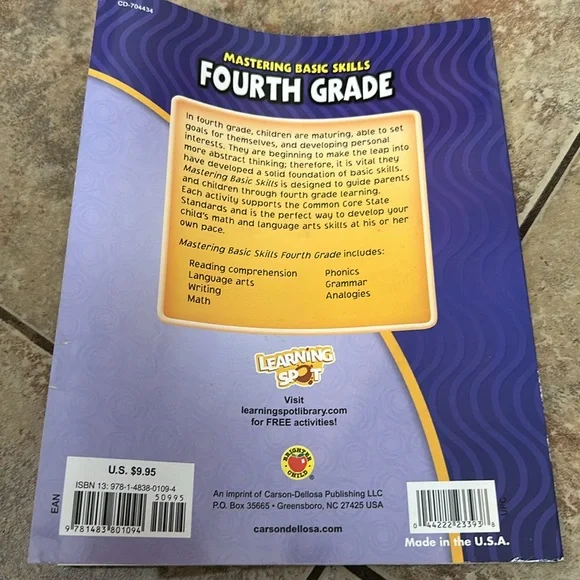 CD-704434
MASTERING BASIC SKILLS
FOURTH GRADE
In fourth grade, children are maturing, able to set
goals for themselves, and developing personal
interests. They are beginning to make the leap into
more abstract thinking; therefore, it is vital they
have developed a solid foundation of basic skills.
Mastering Basic Skills is designed to guide parents
and children through fourth grade learning.
Each activity supports the Common Core State
Standards and is the perfect way to develop your
child's math and language arts skills at his or her
own pace.
Mastering Basic Skills Fourth Grade includes:
Reading comprehension
Language arts
Writing
Math
Phonics
Grammar
Analogies
LEARNING
SPOT
Visit
learningspotlibrary.com
for FREE activities!
BRIGHTER
CHILD
An imprint of Carson-Dellosa Publishing LLC
P.O. Box 35665 • Greensboro, NC 27425 USA
carsondellosa.com
U.S. $9.95
ISBN 13: 978-1-4838-0109-4
50995
EAN
9 781483 801094
UPC
0 44222 23393 8
Made in the U.S.A.